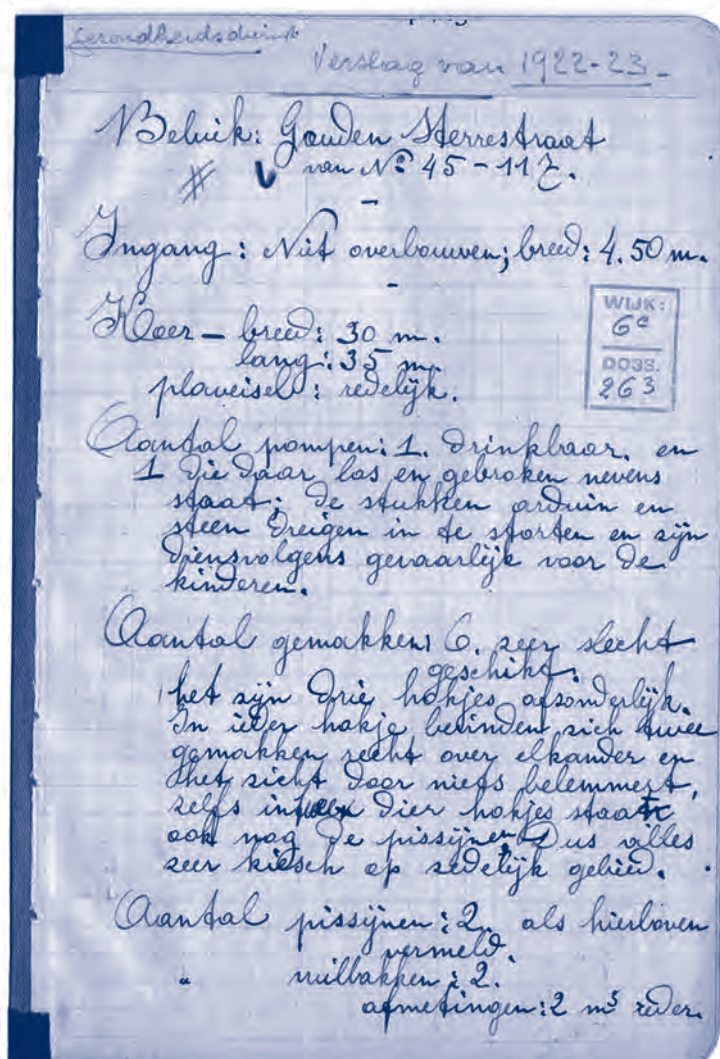 Gezondheidsdienst
Verslag van 1922-23-
Beluik: Gouden Sterrestraat
van N° 45-117.
Ingang: Niet overbouwen; breed: 4.50 m.
WIJK:
6e
DOSS.
263
Koer - breed: 30 m.
lang: 35 m.
plaveisel: redelijk.
Aantal pompen: 1. drinkbaar. en
1 die daar los en gebroken nevens
staat; de stukken arduin en
steen dreigen in te storten en zijn
diensvolgens gevaarlijk voor de
kinderen.
Aantal gemakken: 6. zeer slecht
geschikt.
het zijn drie hokjes afzonderlijk.
In ieder hokje bevinden zich twee
gemakken recht over elkander en
het zicht door niets belemmert,
zelfs in dier hokjes staat
ook nog de pissijnen. Dus alles
zeer kiesch op zedelijk gebied.
Aantal pissijnen: 2. als hierboven
vermeld.
" vuilbakken: 2.
afmetingen: 2 m³ ieder.